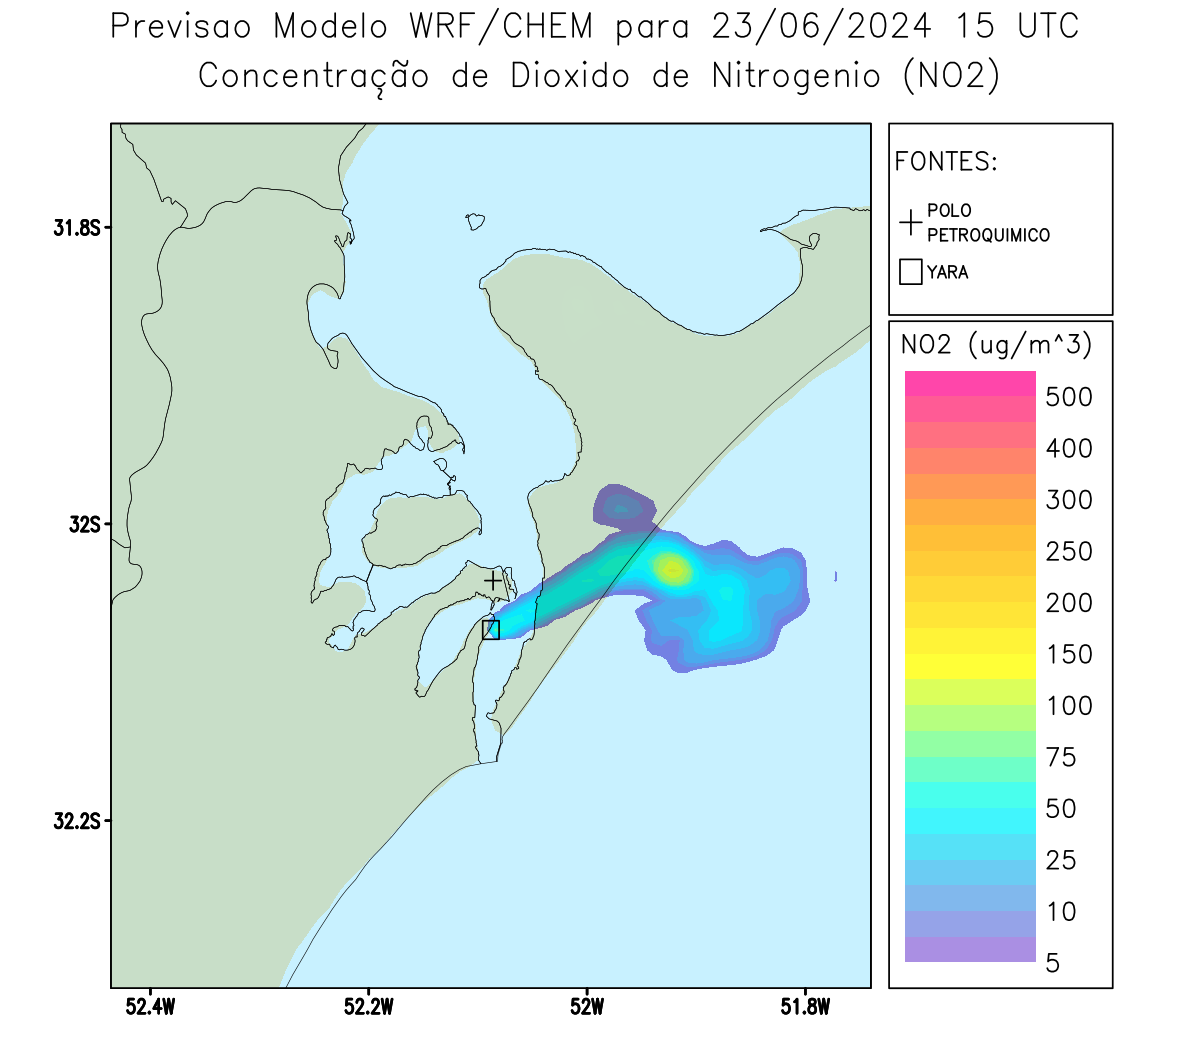 Previsao Modelo WRF/CHEM para 23/06/2024 15 UTC
Concentração de Dioxido de Nitrogenio (NO2)
FONTES:
POLO
PETROQUIMICO
YARA
NO2 (ug/m^3)
500
400
300
250
200
150
100
75
50
25
10
5
31.8S
32S
32.2S
52.4W
52.2W
52W
51.8W